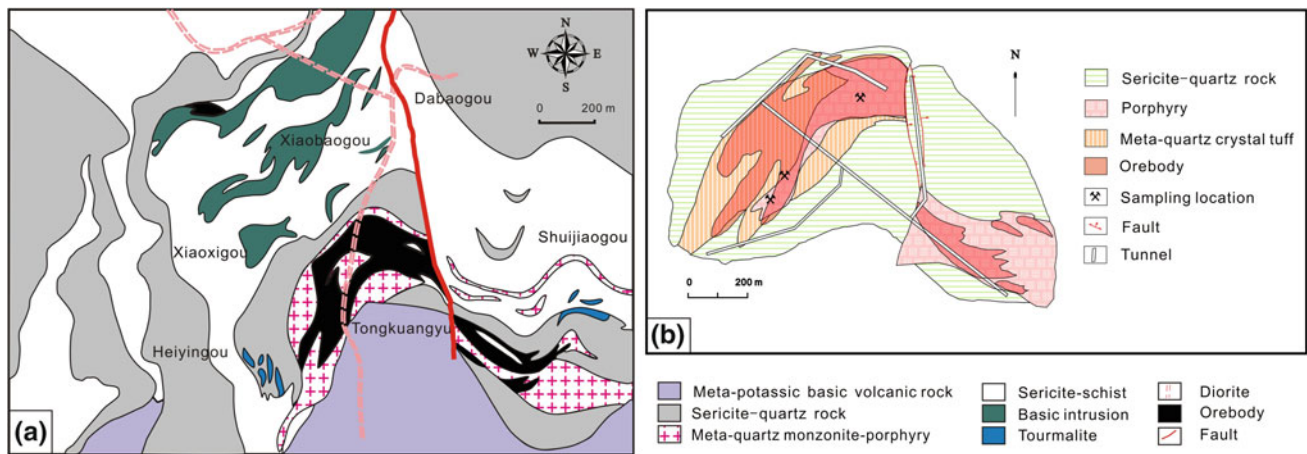 N
W E
S
0 200 m
Dabaogou
Xiaobaogou
Shuijiaogou
Xiaoxigou
Tongkuangyu
Heiyingou
(a)
N
0 200 m
(b)
Sericite-quartz rock
Porphyry
Meta-quartz crystal tuff
Orebody
Sampling location
Fault
Tunnel
Meta-potassic basic volcanic rock
Sericite-quartz rock
Meta-quartz monzonite-porphyry
Sericite-schist
Basic intrusion
Tourmalite
Diorite
Orebody
Fault